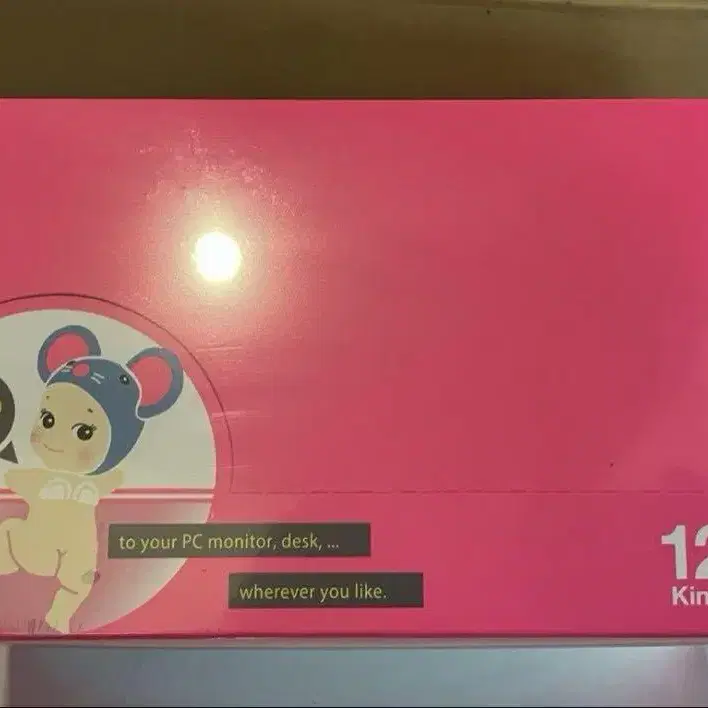 to your PC monitor, desk, ...
wherever you like.
12
Kin